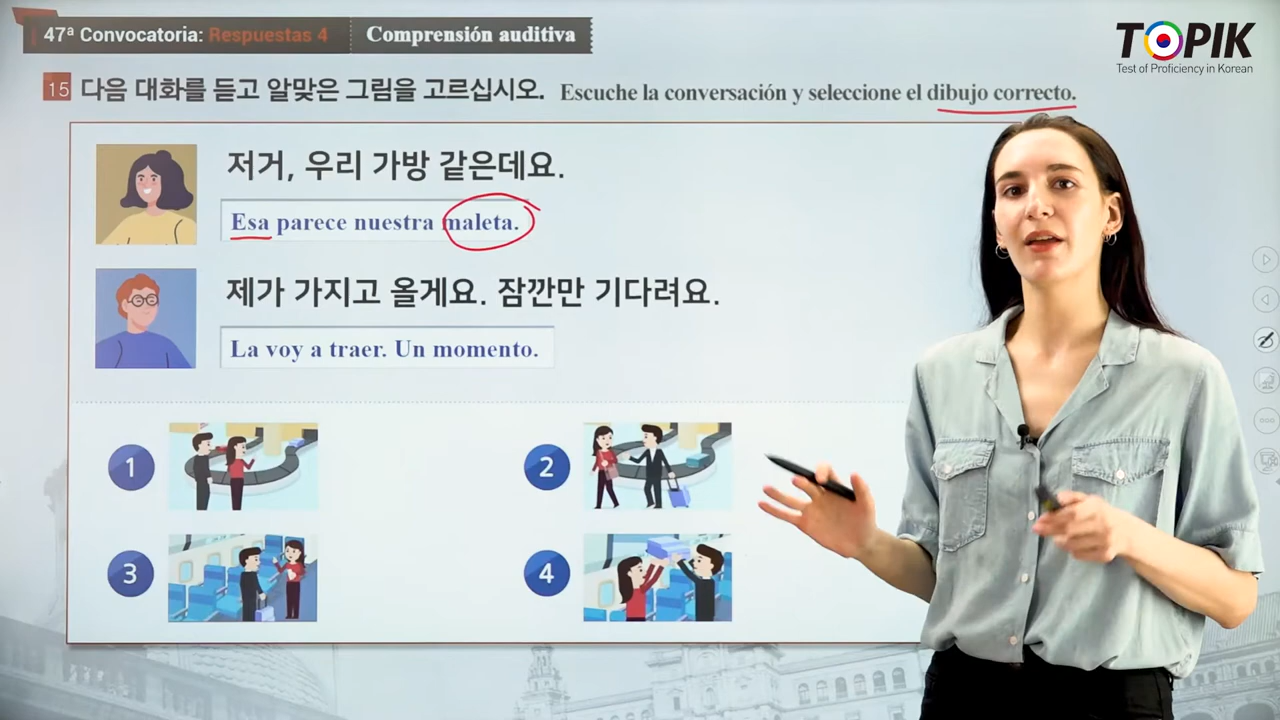 47ª Convocatoria: Respuestas 4 Comprensión auditiva
TOPIK
Test of Proficiency in Korean
15 다음 대화를 듣고 알맞은 그림을 고르십시오. Escuche la conversación y seleccione el dibujo correcto.
저거, 우리 가방 같은데요.
Esa parece nuestra maleta.
제가 가지고 올게요. 잠깐만 기다려요.
La voy a traer. Un momento.
1
2
3
4